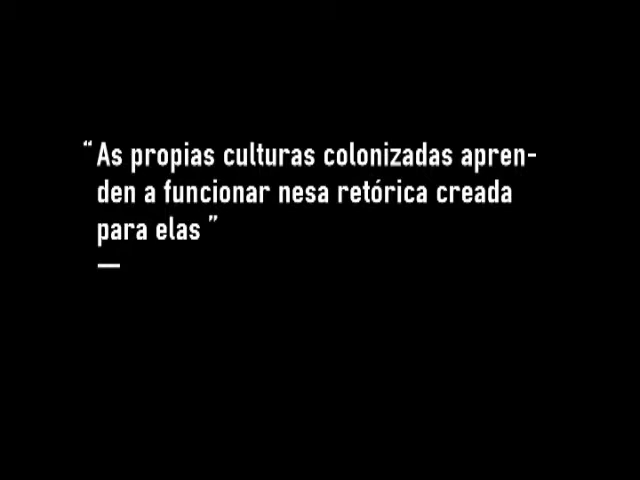 “ As propias culturas colonizadas apren-
den a funcionar nesa retórica creada
para elas ”
—